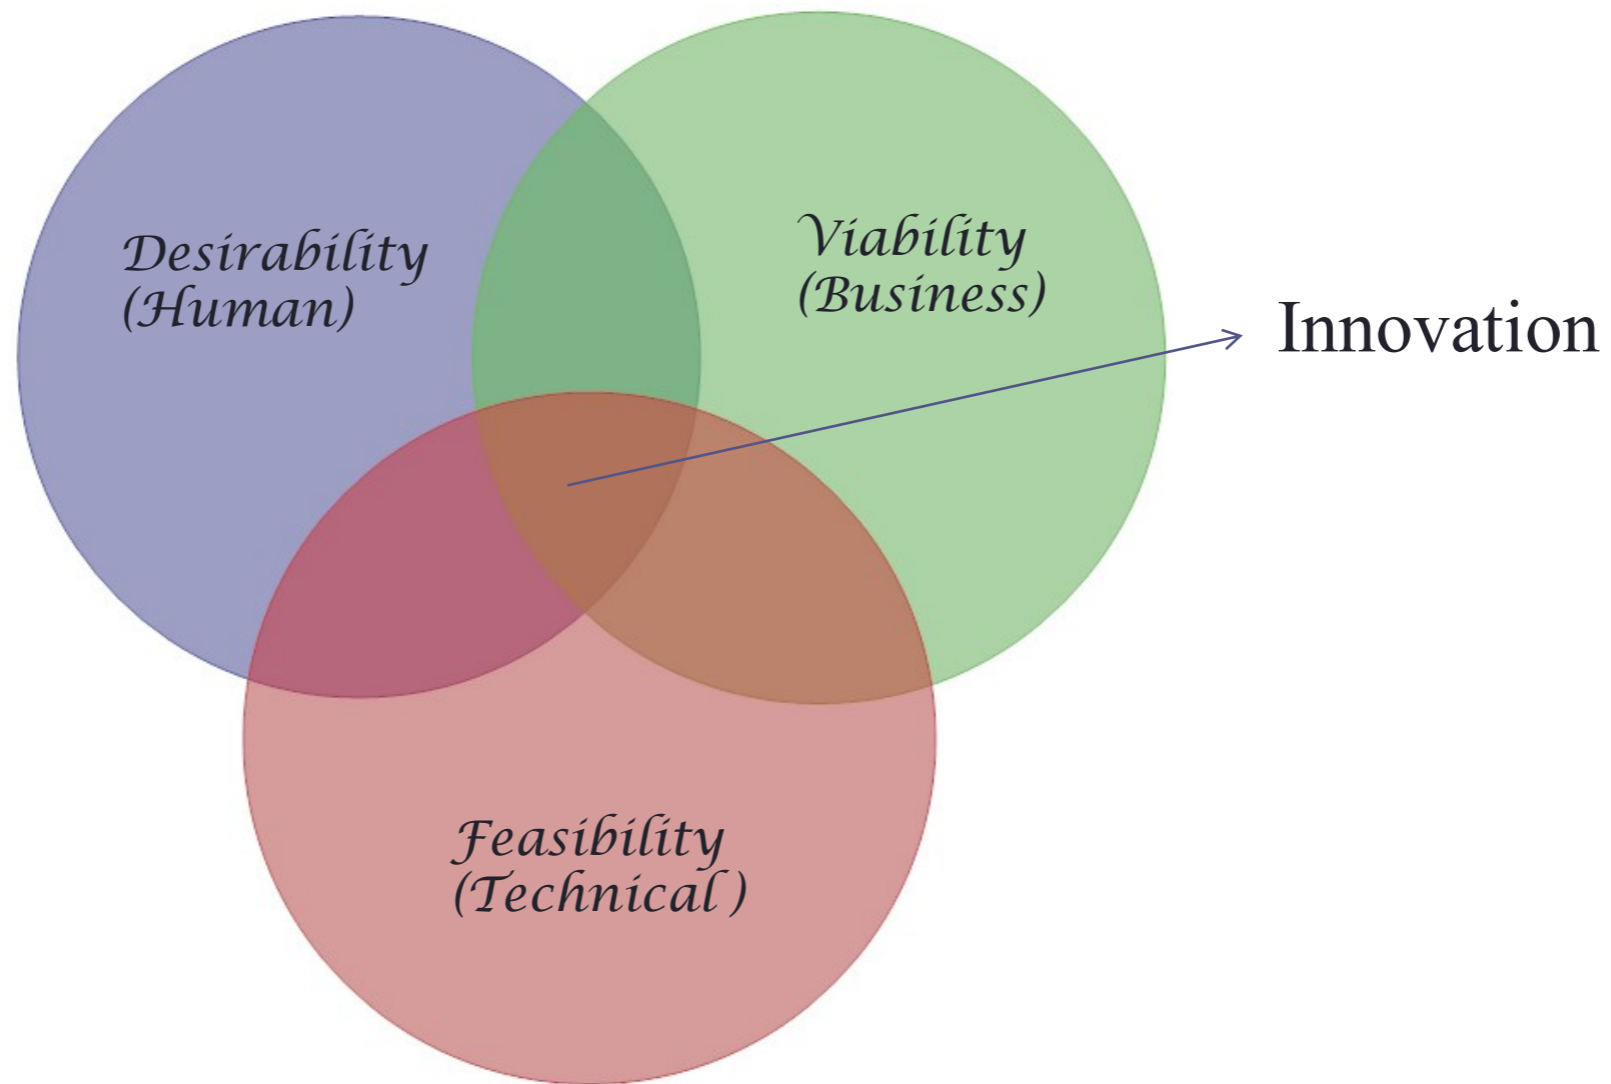 Desirability
(Human)
Viability
(Business)
Innovation
Feasibility
(Technical)